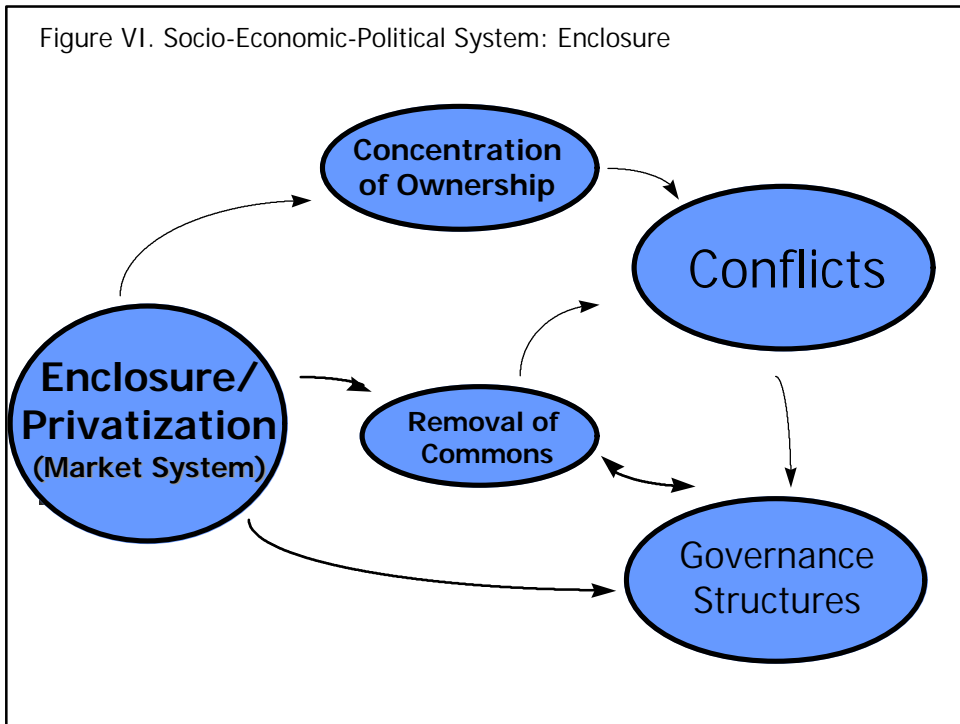 Figure VI. Socio-Economic-Political System: Enclosure
Concentration
of Ownership
Conflicts
Enclosure/
Privatization
(Market System)
Removal of
Commons
Governance
Structures